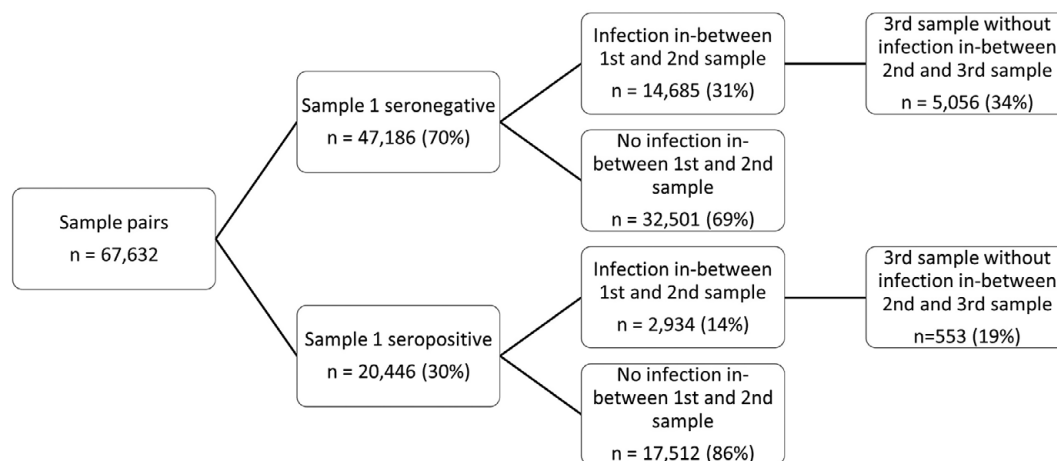 Sample pairs
n = 67,632
Sample 1 seronegative
n = 47,186 (70%)
Sample 1 seropositive
n = 20,446 (30%)
Infection in-between
1st and 2nd sample
n = 14,685 (31%)
No infection in-
between 1st and 2nd
sample
n = 32,501 (69%)
Infection in-between
1st and 2nd sample
n = 2,934 (14%)
No infection in-
between 1st and 2nd
sample
n = 17,512 (86%)
3rd sample without
infection in-between
2nd and 3rd sample
n = 5,056 (34%)
3rd sample without
infection in-between
2nd and 3rd sample
n=553 (19%)